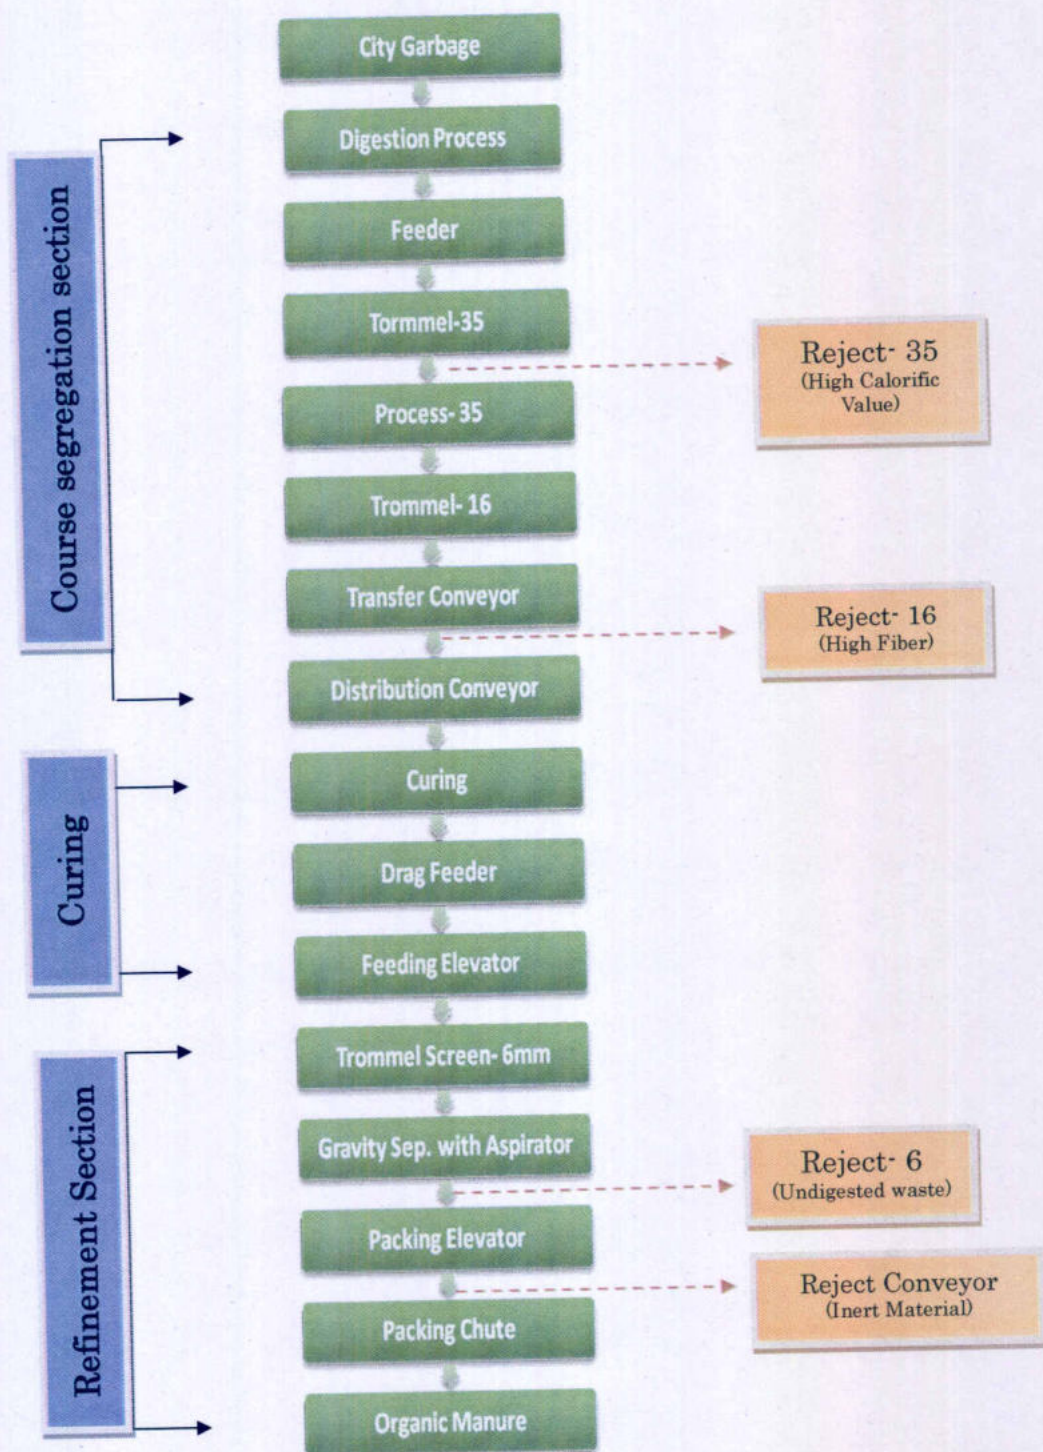 City Garbage
Digestion Process
Feeder
Tormmel-35
Process- 35
Trommel- 16
Transfer Conveyor
Distribution Conveyor
Curing
Drag Feeder
Feeding Elevator
Trommel Screen- 6mm
Gravity Sep. with Aspirator
Packing Elevator
Packing Chute
Organic Manure
Course segregation section
Curing
Refinement Section
Reject- 35
(High Calorific
Value)
Reject- 16
(High Fiber)
Reject- 6
(Undigested waste)
Reject Conveyor
(Inert Material)